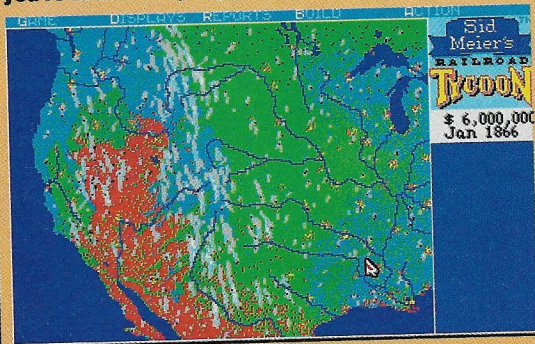 GAME DISPLAYS REPORTS BUILD ACTION
Sid
Meier's
RAILROAD
TYCOON
$ 6,000,000
Jan 1866